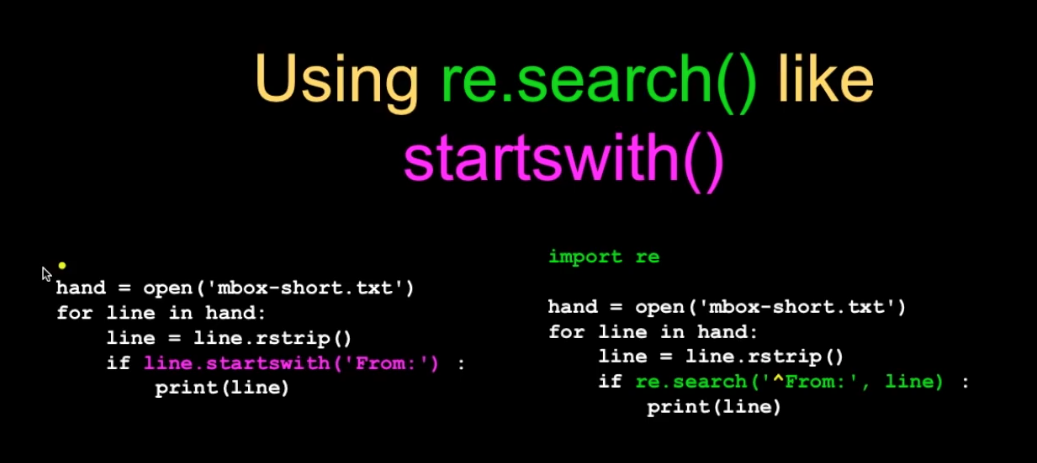 Using re.search() like
startswith()
hand = open('mbox-short.txt')
for line in hand:
    line = line.rstrip()
    if line.startswith('From:') :
        print(line)
import re
hand = open('mbox-short.txt')
for line in hand:
    line = line.rstrip()
    if re.search('^From:', line) :
        print(line)